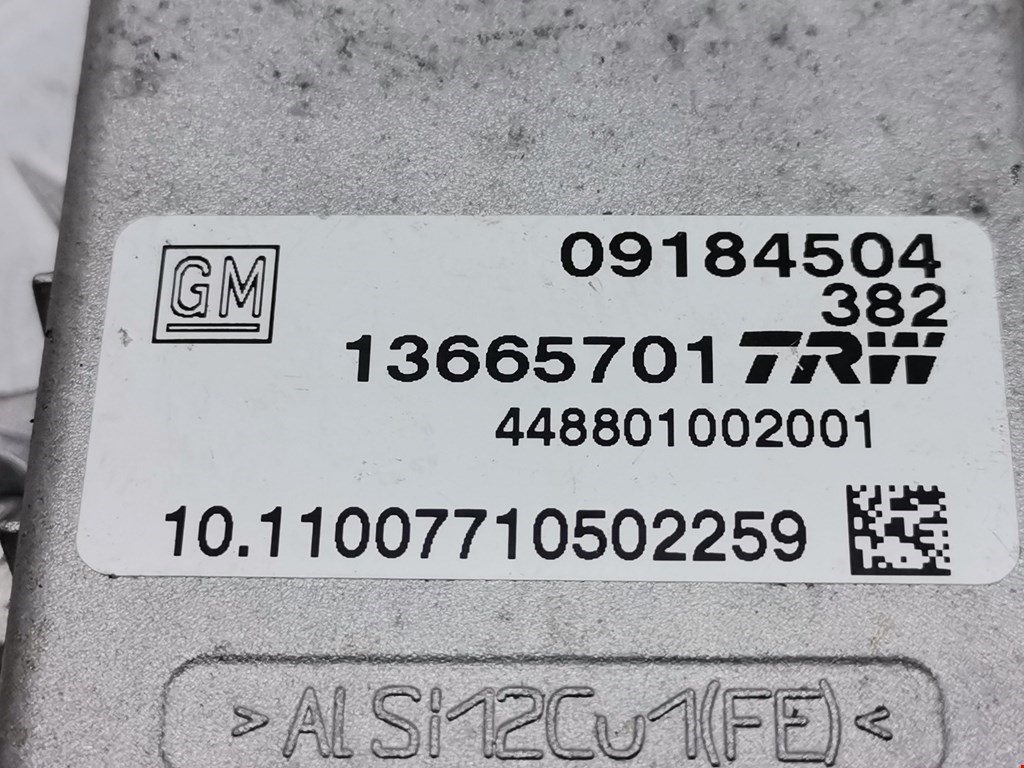 GM
09184504
382
13665701 TRW
448801002001
10.11007710502259
>ALSi12Cu1(FE)<